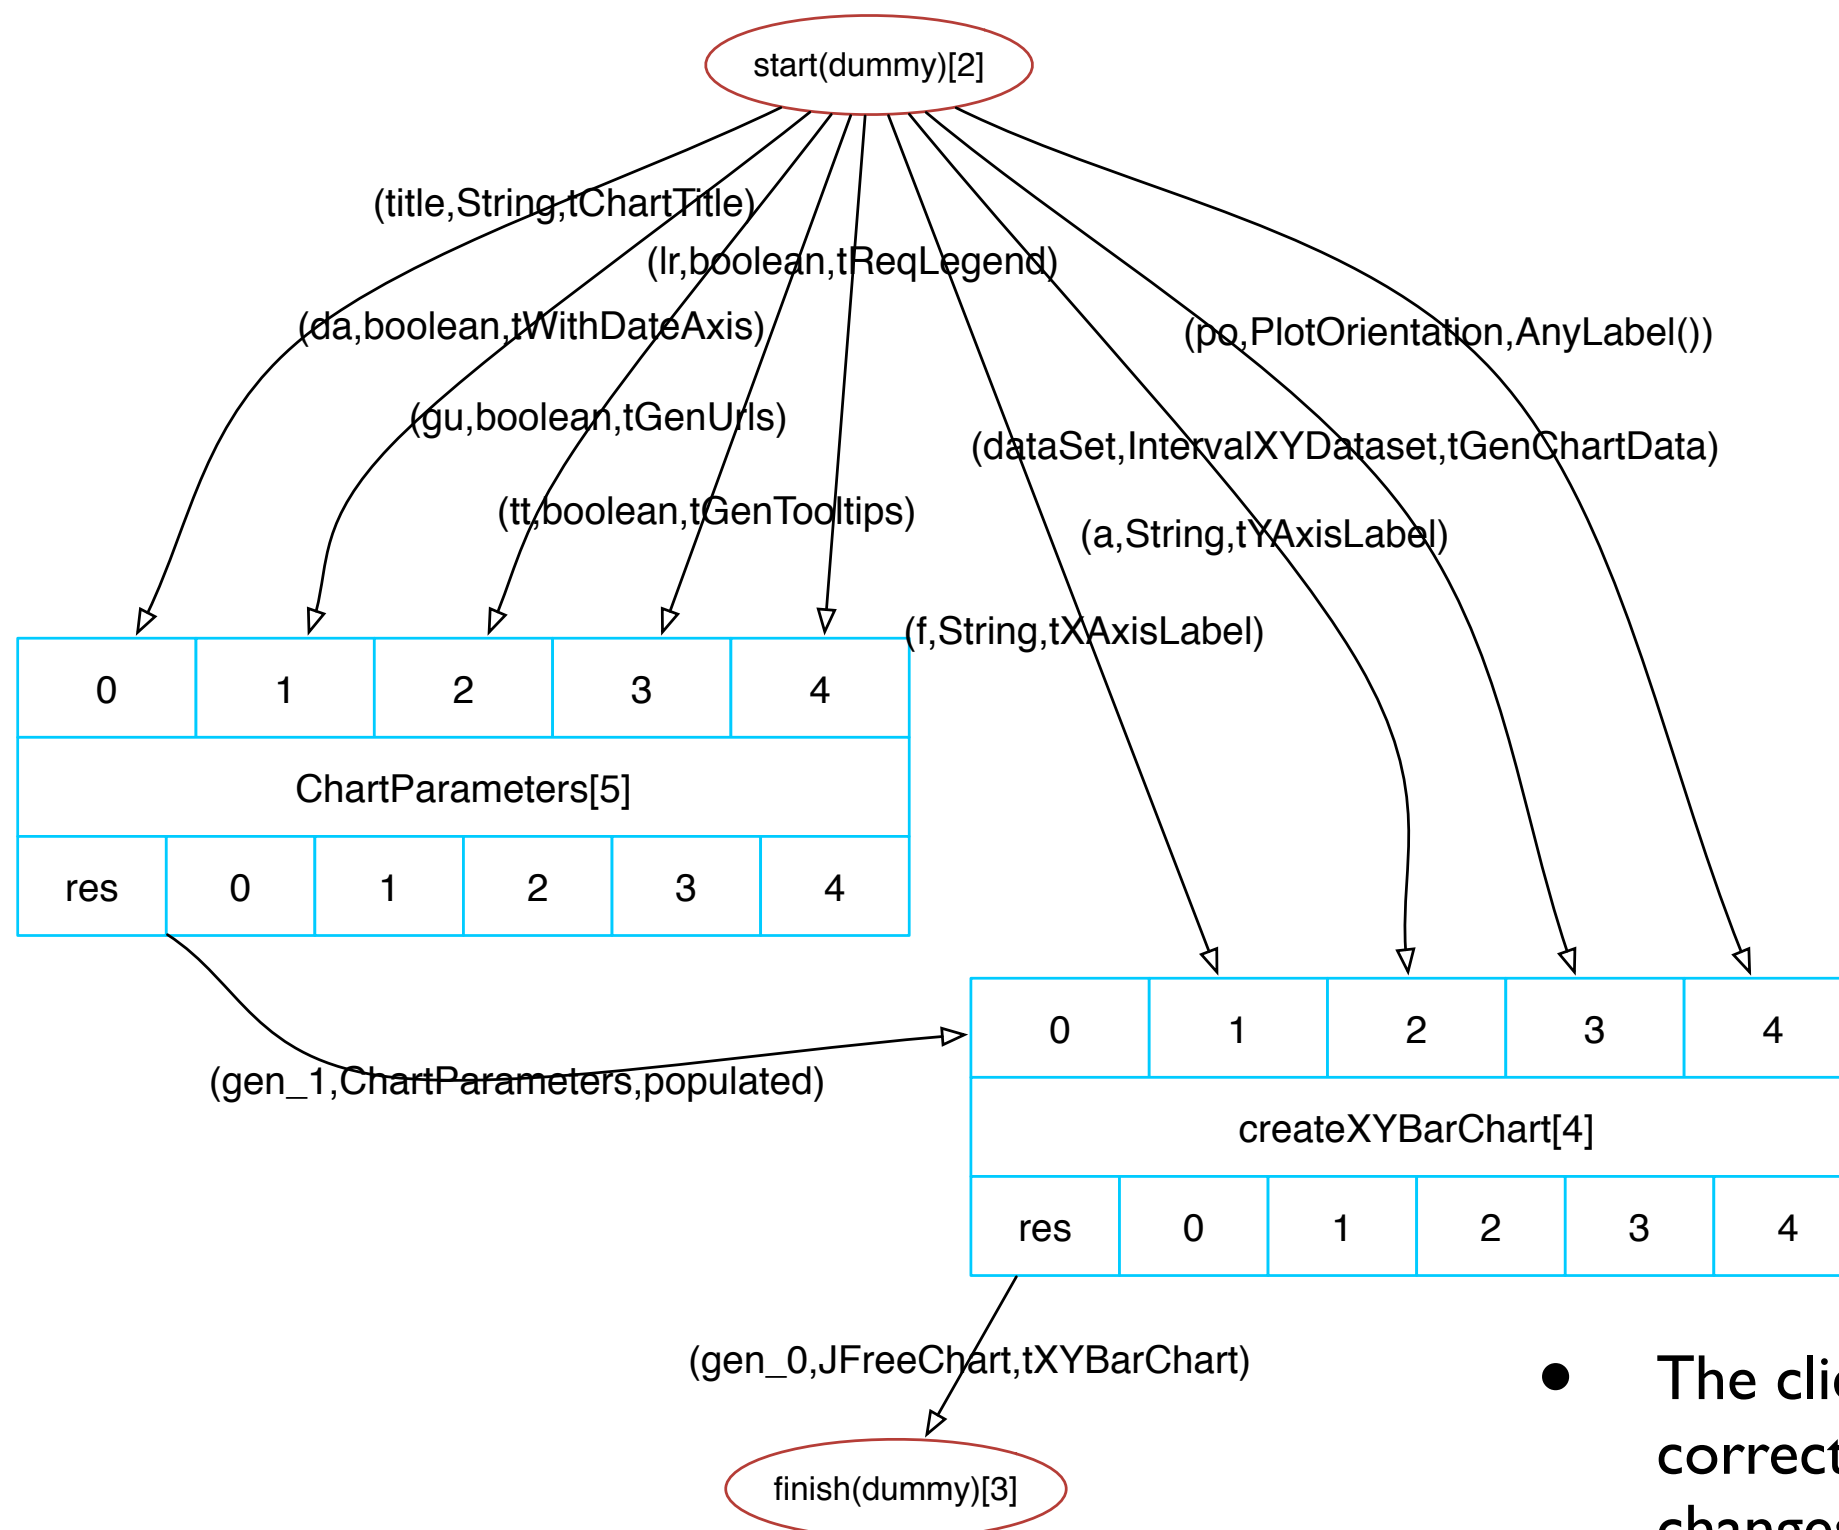 start(dummy)[2]
(title,String,tChartTitle)
(lr,boolean,tReqLegend)
(da,boolean,tWithDateAxis)
(po,PlotOrientation,AnyLabel())
(gu,boolean,tGenUrls)
(dataSet,IntervalXYDataset,tGenChartData)
(tt,boolean,tGenTooltips)
(a,String,tYAxisLabel)
(f,String,tXAxisLabel)
0 1 2 3 4
ChartParameters[5]
res 0 1 2 3 4
(gen_1,ChartParameters,populated)
0 1 2 3 4
createXYBarChart[4]
res 0 1 2 3 4
(gen_0,JFreeChart,tXYBarChart)
finish(dummy)[3]
• The
correct
changes